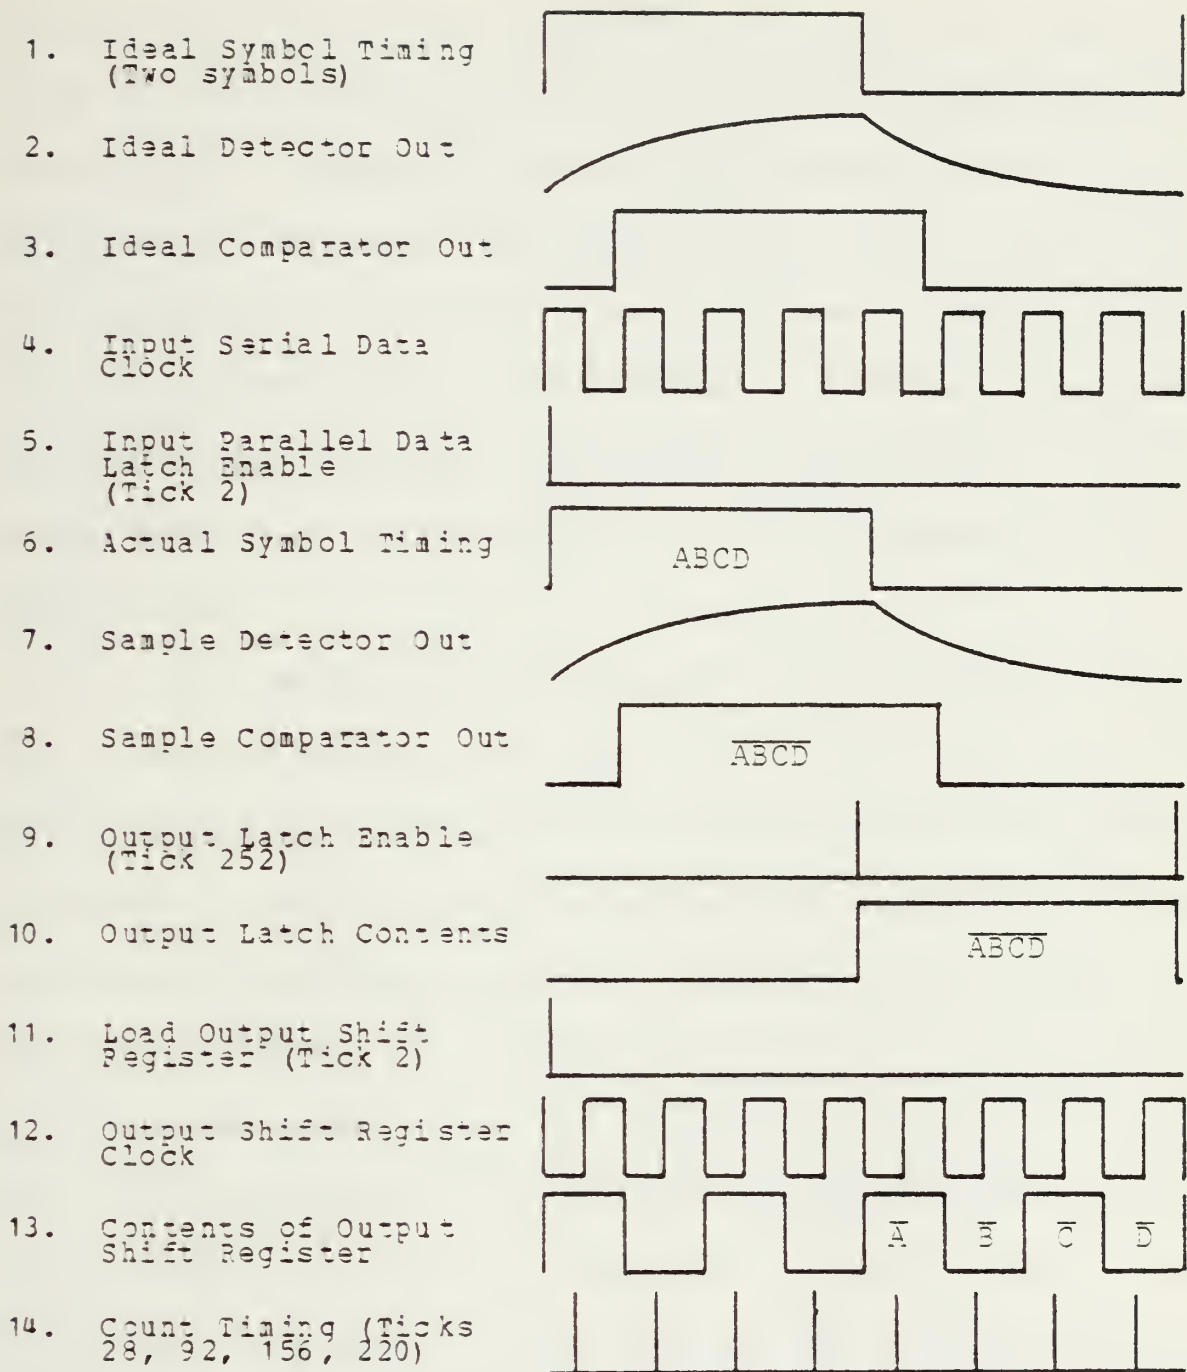 1. Ideal Symbol Timing
(Two symbols)
2. Ideal Detector Out
3. Ideal Comparator Out
4. Input Serial Data
Clock
5. Input Parallel Data
Latch Enable
(Tick 2)
6. Actual Symbol Timing
ABCD
7. Sample Detector Out
8. Sample Comparator Out
A̅B̅C̅D̅
9. Output Latch Enable
(Tick 252)
10. Output Latch Contents
A̅B̅C̅D̅
11. Load Output Shift
Register (Tick 2)
12. Output Shift Register
Clock
13. Contents of Output
Shift Register
A̅ B̅ C̅ D̅
14. Count Timing (Ticks
28, 92, 156, 220)